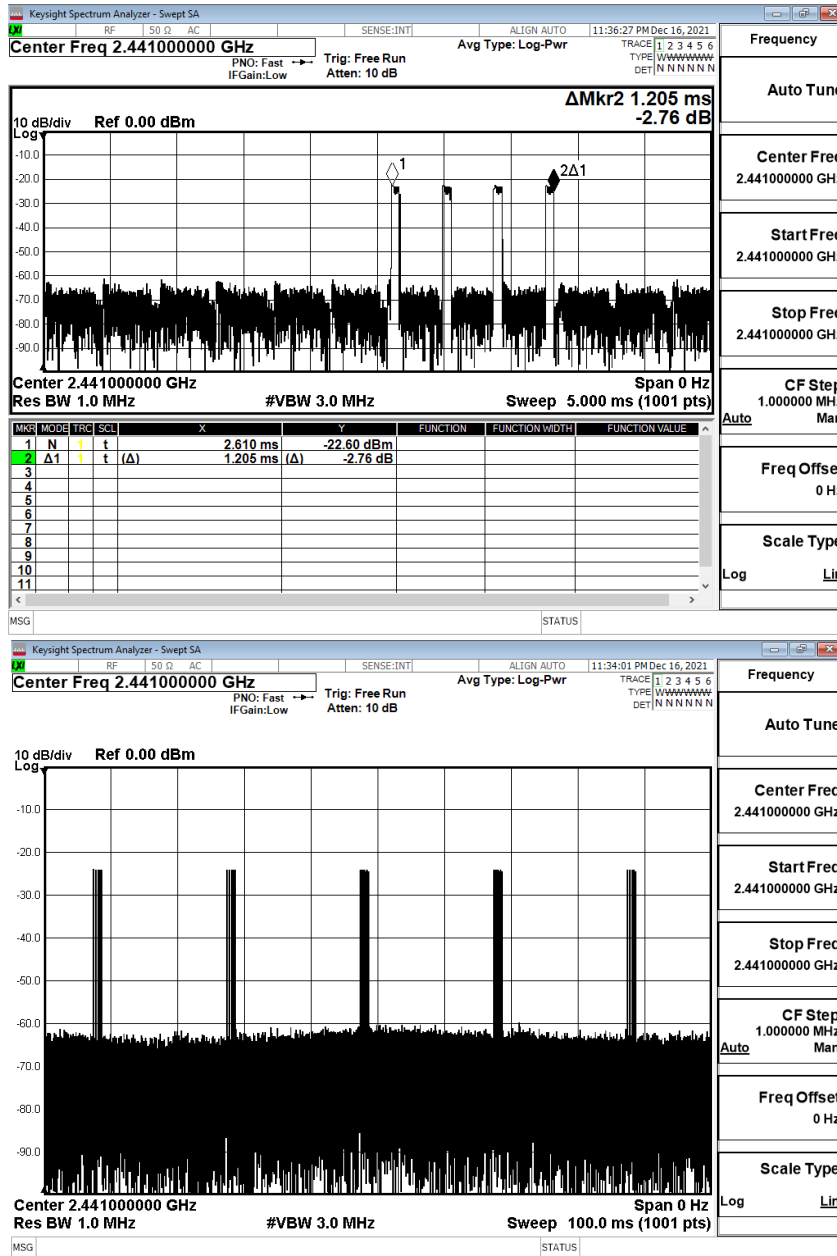 Keysight Spectrum Analyzer - Swept SA
LXI RF 50 Ω AC SENSE:INT ALIGN AUTO 11:36:27 PM Dec 16, 2021
Center Freq 2.441000000 GHz Avg Type: Log-Pwr TRACE 1 2 3 4 5 6
PNO: Fast Trig: Free Run TYPE WWWWWW
IFGain:Low Atten: 10 dB DET N N N N N N
Frequency
Auto Tune
ΔMkr2 1.205 ms
-2.76 dB
10 dB/div Ref 0.00 dBm
Log
-10.0
-20.0
-30.0
-40.0
-50.0
-60.0
-70.0
-80.0
-90.0
1
2Δ1
Center 2.441000000 GHz Span 0 Hz
Res BW 1.0 MHz #VBW 3.0 MHz Sweep 5.000 ms (1001 pts)
Center Freq
2.441000000 GHz
Start Freq
2.441000000 GHz
Stop Freq
2.441000000 GHz
CF Step
1.000000 MHz
Auto Man
Freq Offset
0 Hz
Scale Type
Log Lin
MKR MODE TRC SCL X Y FUNCTION FUNCTION WIDTH FUNCTION VALUE
1 N 1 t 2.610 ms -22.60 dBm
2 Δ1 1 t (Δ) 1.205 ms (Δ) -2.76 dB
3
4
5
6
7
8
9
10
11
MSG STATUS
Keysight Spectrum Analyzer - Swept SA
LXI RF 50 Ω AC SENSE:INT ALIGN AUTO 11:34:01 PM Dec 16, 2021
Center Freq 2.441000000 GHz Avg Type: Log-Pwr TRACE 1 2 3 4 5 6
PNO: Fast Trig: Free Run TYPE WWWWWW
IFGain:Low Atten: 10 dB DET N N N N N N
Frequency
Auto Tune
10 dB/div Ref 0.00 dBm
Log
-10.0
-20.0
-30.0
-40.0
-50.0
-60.0
-70.0
-80.0
-90.0
Center 2.441000000 GHz Span 0 Hz
Res BW 1.0 MHz #VBW 3.0 MHz Sweep 100.0 ms (1001 pts)
Center Freq
2.441000000 GHz
Start Freq
2.441000000 GHz
Stop Freq
2.441000000 GHz
CF Step
1.000000 MHz
Auto Man
Freq Offset
0 Hz
Scale Type
Log Lin
MSG STATUS